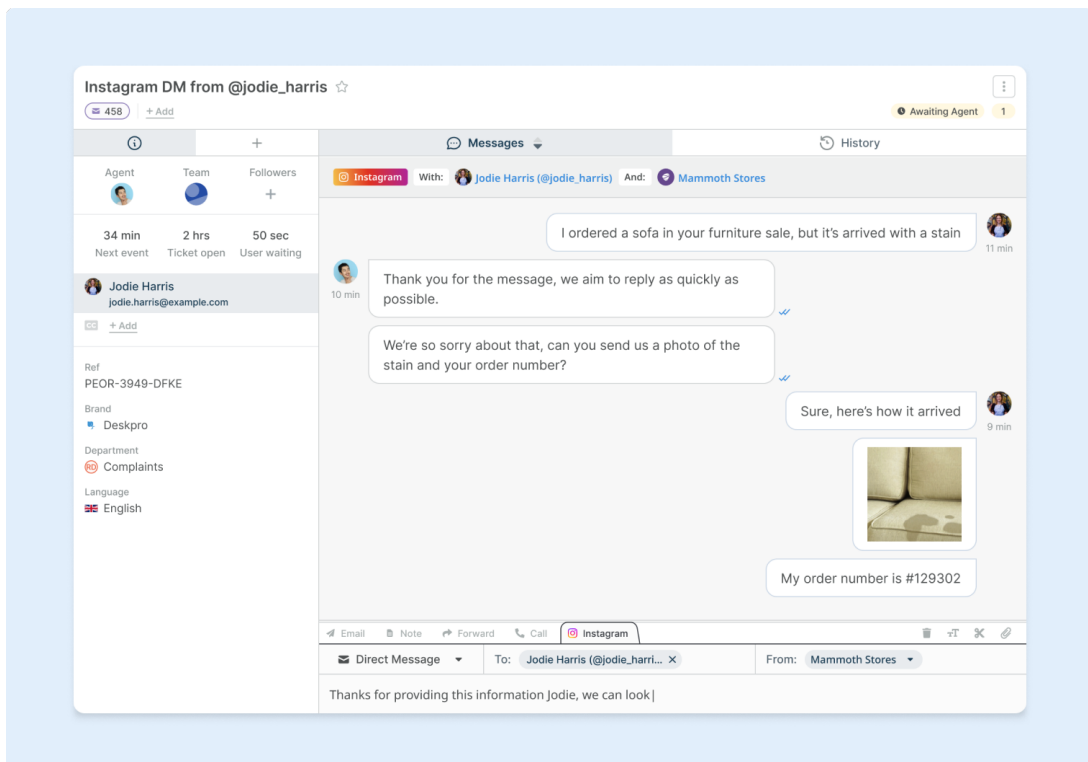 Instagram DM from @jodie_harris
458
+ Add
Awaiting Agent
1
Messages
History
Agent
Team
Followers
34 min
2 hrs
50 sec
Next event
Ticket open
User waiting
Jodie Harris
jodie.harris@example.com
CC
+ Add
Ref
PEOR-3949-DFKE
Brand
Deskpro
Department
RD Complaints
Language
English
Instagram With: Jodie Harris (@jodie_harris) And: Mammoth Stores
I ordered a sofa in your furniture sale, but it’s arrived with a stain
11 min
Thank you for the message, we aim to reply as quickly as
possible.
10 min
We’re so sorry about that, can you send us a photo of the
stain and your order number?
Sure, here’s how it arrived
9 min
My order number is #129302
Email
Note
Forward
Call
Instagram
Direct Message
To: Jodie Harris (@jodie_harri...
From: Mammoth Stores
Thanks for providing this information Jodie, we can look